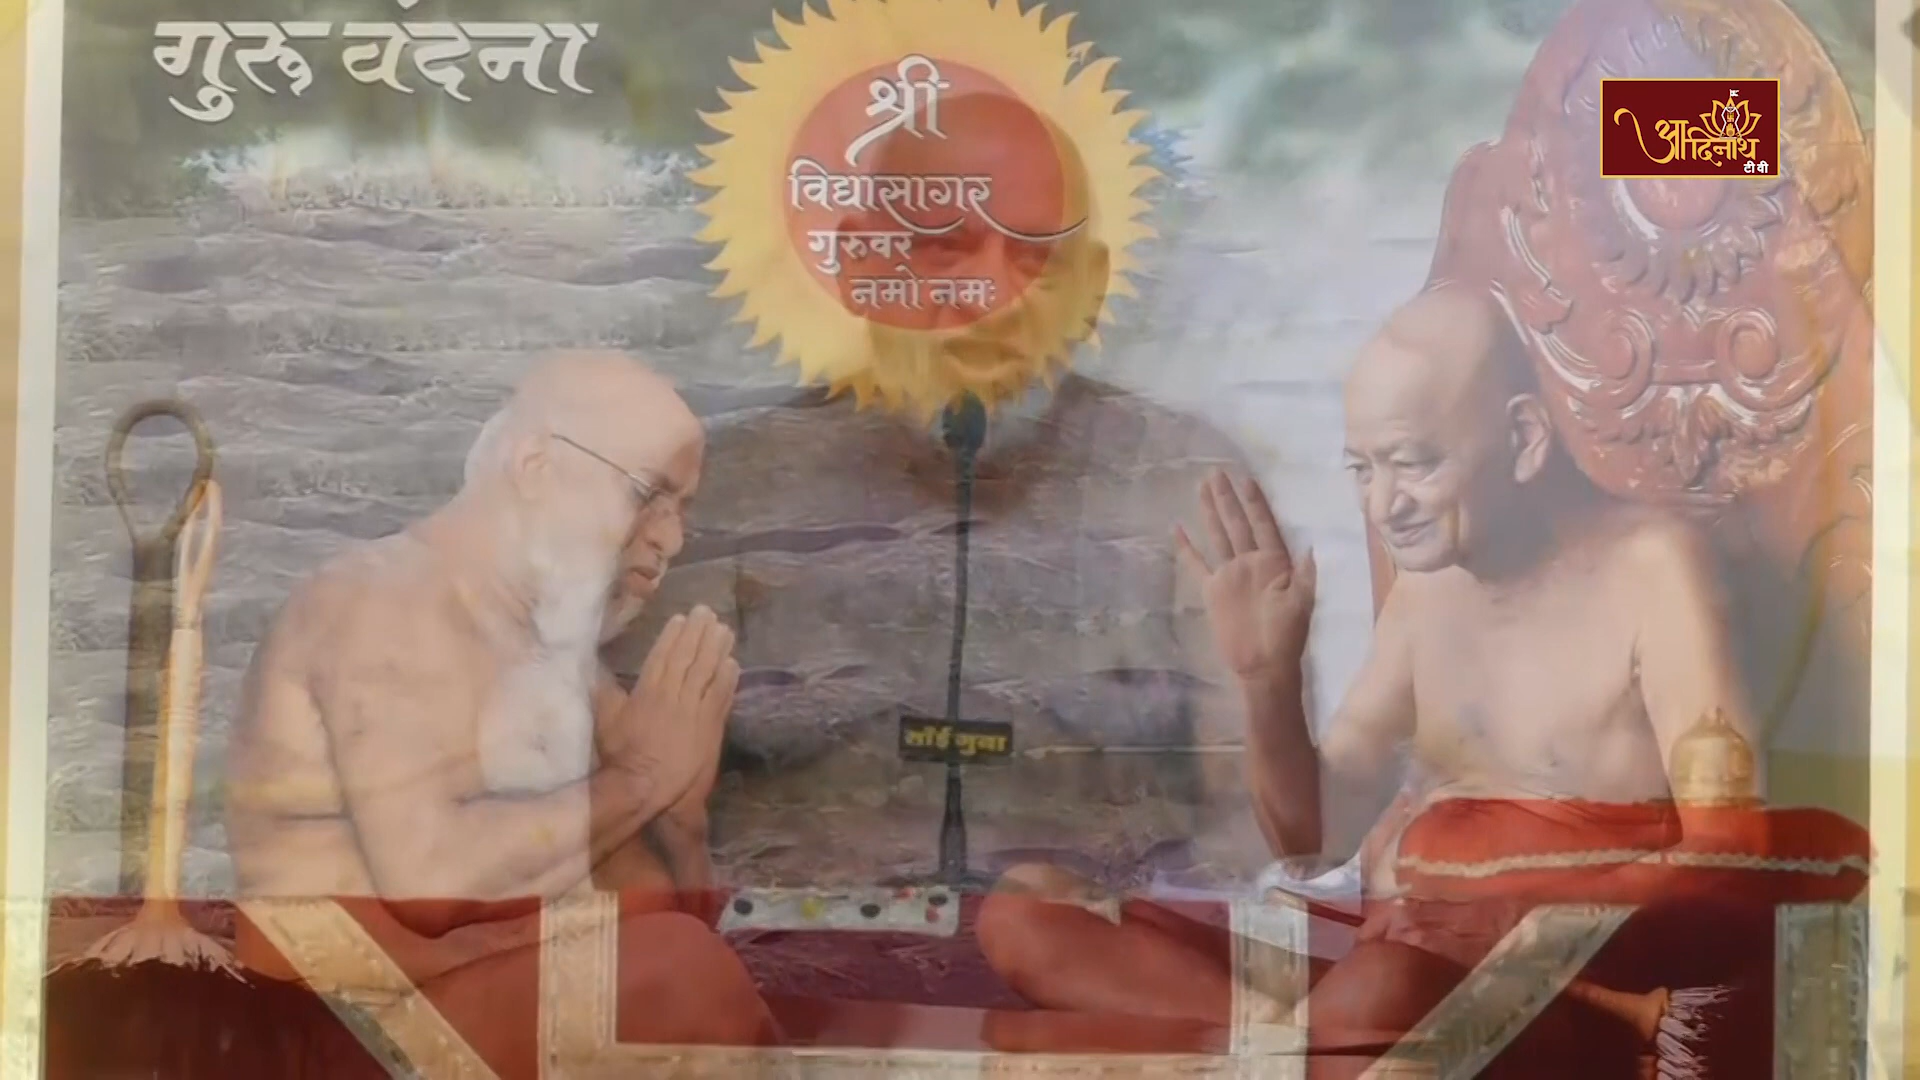 गुरु वंदना
श्री
विद्यासागर
गुरुवर
नमो नमः
आदिनाथ
टी वी